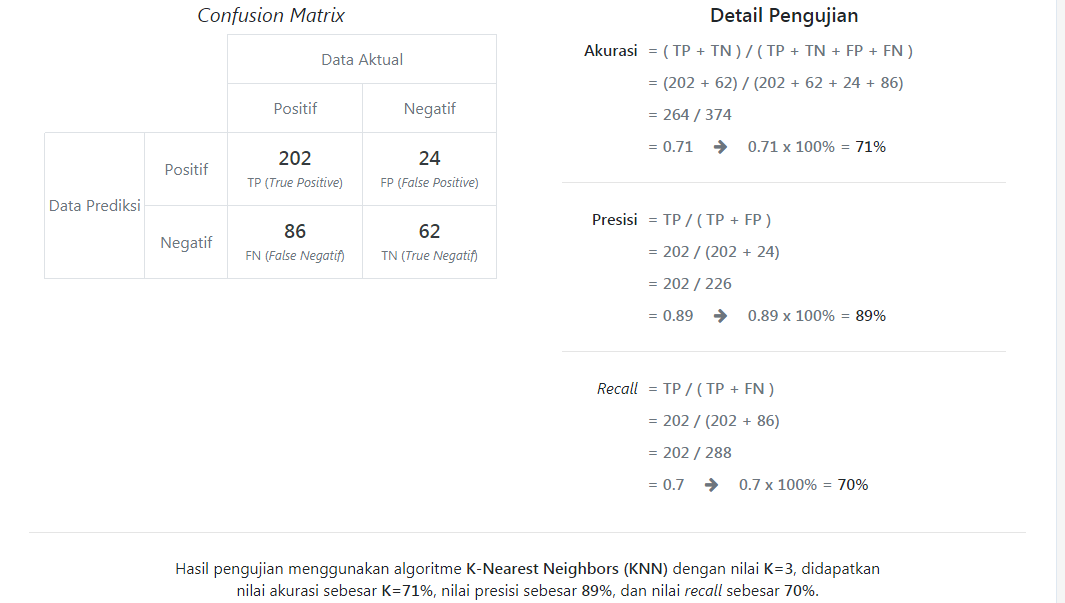 Confusion Matrix
Data Aktual
Positif Negatif
Data Prediksi
Positif
202
TP (True Positive)
24
FP (False Positive)
Negatif
86
FN (False Negatif)
62
TN (True Negatif)
Detail Pengujian
Akurasi = ( TP + TN ) / ( TP + TN + FP + FN )
= (202 + 62) / (202 + 62 + 24 + 86)
= 264 / 374
= 0.71 ➔ 0.71 x 100% = 71%
Presisi = TP / ( TP + FP )
= 202 / (202 + 24)
= 202 / 226
= 0.89 ➔ 0.89 x 100% = 89%
Recall = TP / ( TP + FN )
= 202 / (202 + 86)
= 202 / 288
= 0.7 ➔ 0.7 x 100% = 70%
Hasil pengujian menggunakan algoritme K-Nearest Neighbors (KNN) dengan nilai K=3, didapatkan
nilai akurasi sebesar K=71%, nilai presisi sebesar 89%, dan nilai recall sebesar 70%.